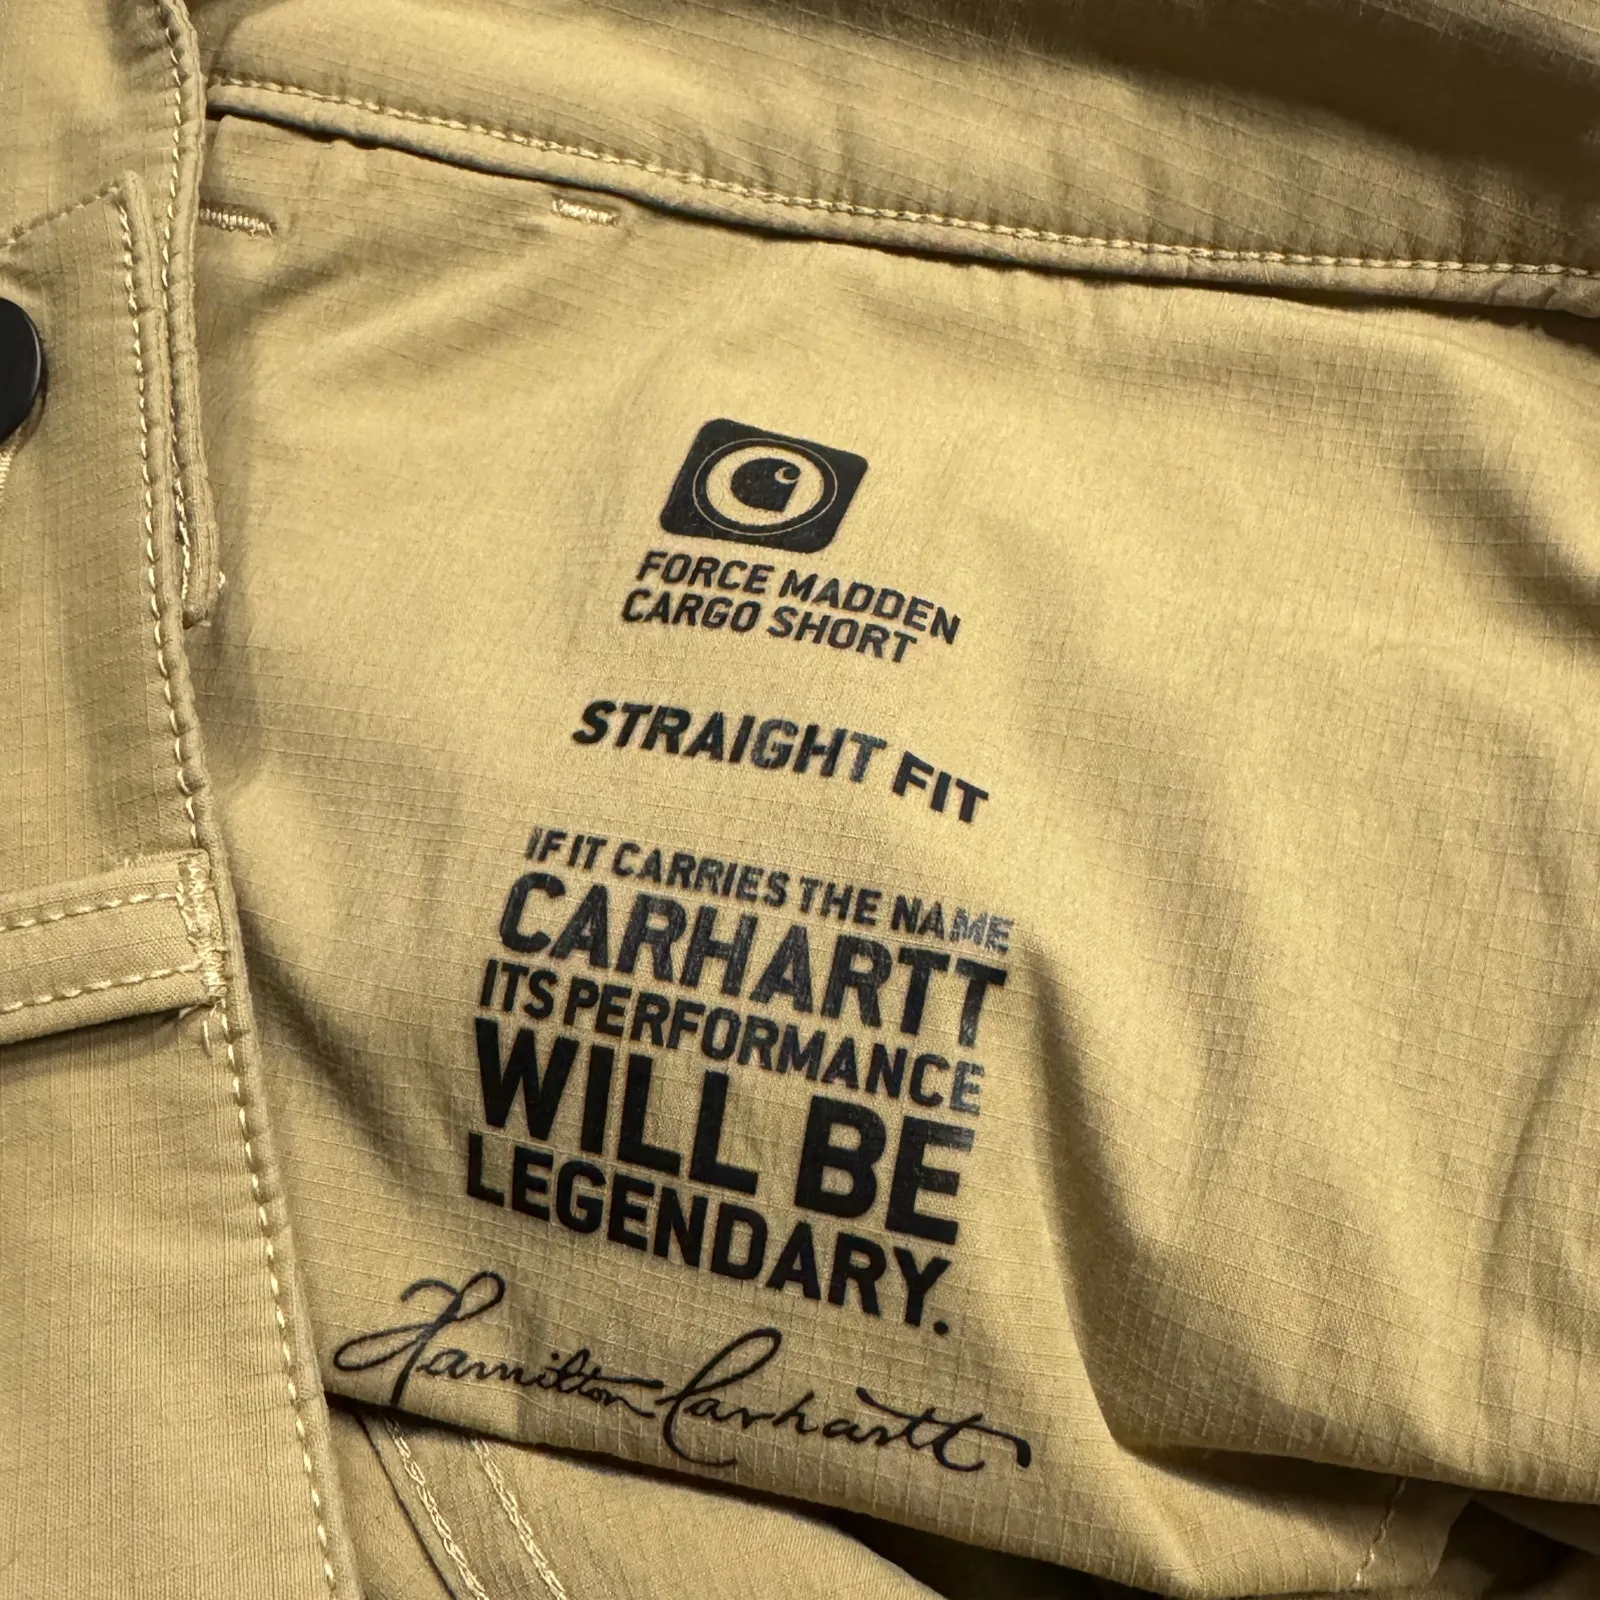 FORCE MADDEN
CARGO SHORT
STRAIGHT FIT
IF IT CARRIES THE NAME
CARHARTT
ITS PERFORMANCE
WILL BE
LEGENDARY.
Hamilton Carhartt